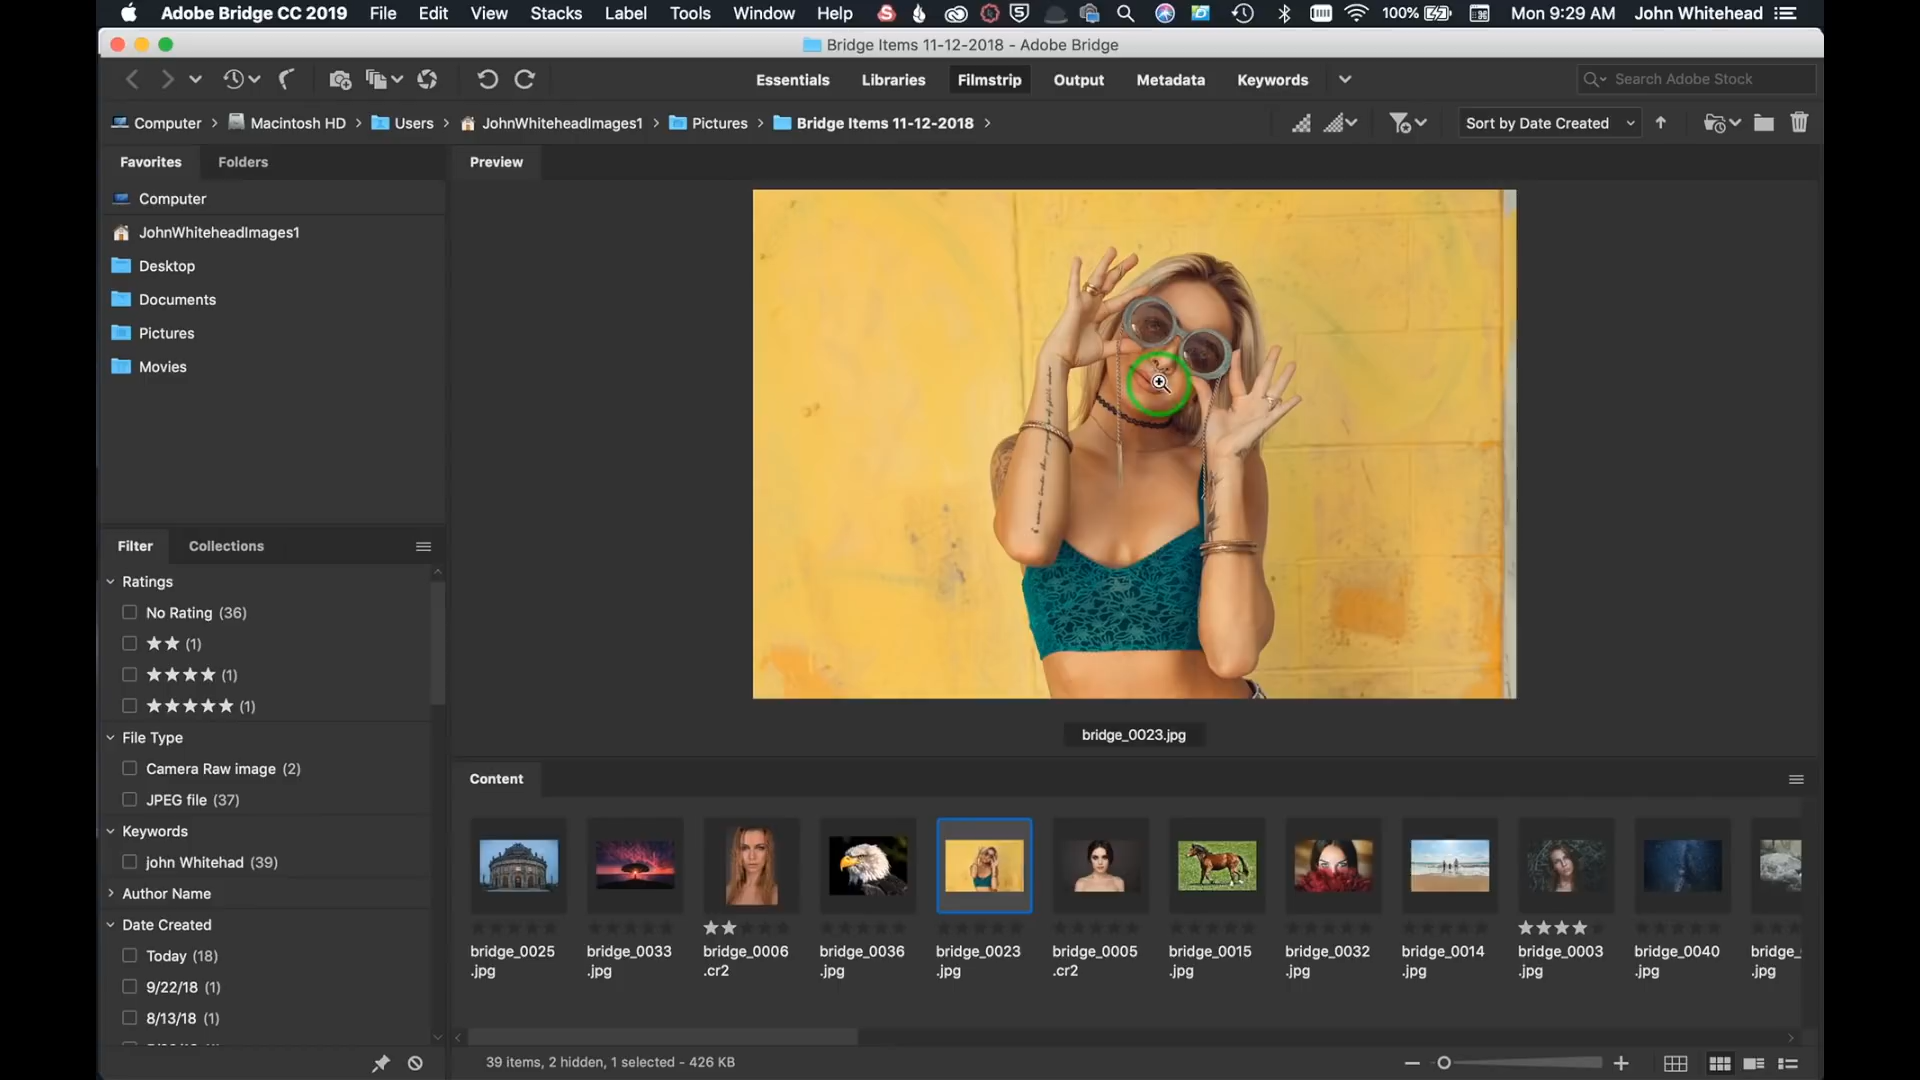 Adobe Bridge CC 2019 File Edit View Stacks Label Tools Window Help 100% Mon 9:29 AM John Whitehead
Bridge Items 11-12-2018 - Adobe Bridge
Essentials Libraries Filmstrip Output Metadata Keywords Search Adobe Stock
Computer Macintosh HD Users JohnWhiteheadImages1 Pictures Bridge Items 11-12-2018 Sort by Date Created
Favorites Folders
Preview
Computer
JohnWhiteheadImages1
Desktop
Documents
Pictures
Movies
Filter Collections
Ratings
No Rating (36)
★★ (1)
★★★★ (1)
★★★★★ (1)
File Type
Camera Raw image (2)
JPEG file (37)
Keywords
john Whitehad (39)
Author Name
Date Created
Today (18)
9/22/18 (1)
8/13/18 (1)
bridge_0023.jpg
Content
bridge_0025.jpg
bridge_0033.jpg
bridge_0006.cr2
bridge_0036.jpg
bridge_0023.jpg
bridge_0005.cr2
bridge_0015.jpg
bridge_0032.jpg
bridge_0014.jpg
bridge_0003.jpg
bridge_0040.jpg
bridge_
.jpg
39 items, 2 hidden, 1 selected - 426 KB